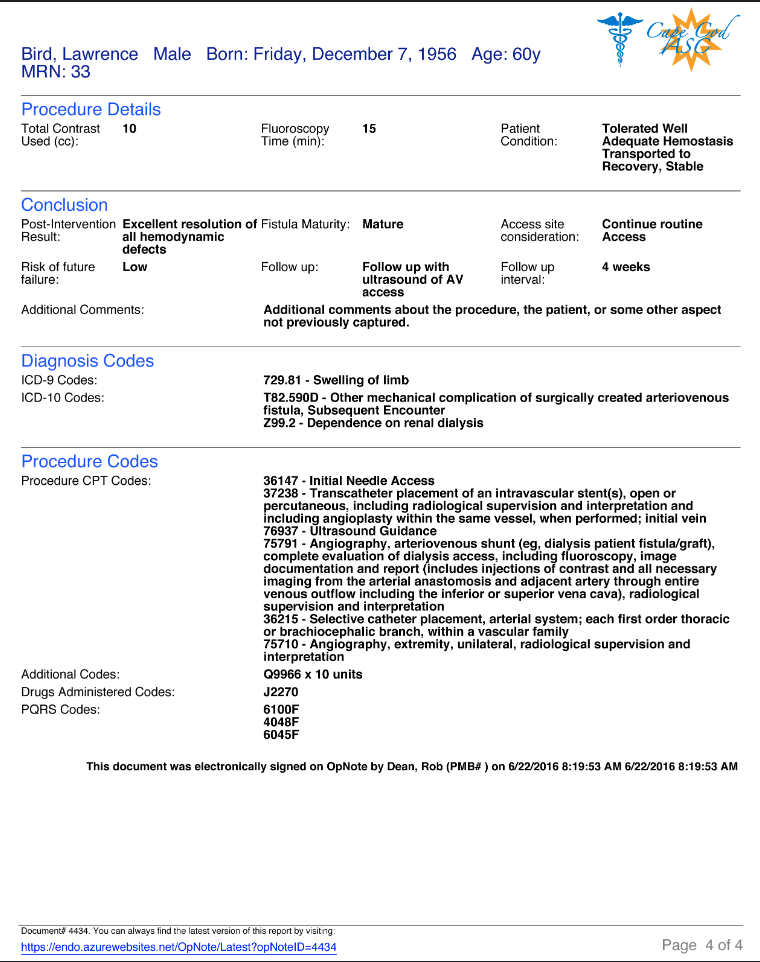 Cape Cod
ASC
Bird, Lawrence Male Born: Friday, December 7, 1956 Age: 60y
MRN: 33
Procedure Details
Total Contrast Used (cc): 10 Fluoroscopy Time (min): 15 Patient Condition: Tolerated Well
Adequate Hemostasis
Transported to
Recovery, Stable
Conclusion
Post-Intervention Result: Excellent resolution of all hemodynamic defects Fistula Maturity: Mature Access site consideration: Continue routine Access
Risk of future failure: Low Follow up: Follow up with ultrasound of AV access Follow up interval: 4 weeks
Additional Comments: Additional comments about the procedure, the patient, or some other aspect
not previously captured.
Diagnosis Codes
ICD-9 Codes: 729.81 - Swelling of limb
ICD-10 Codes: T82.590D - Other mechanical complication of surgically created arteriovenous
fistula, Subsequent Encounter
Z99.2 - Dependence on renal dialysis
Procedure Codes
Procedure CPT Codes: 36147 - Initial Needle Access
37238 - Transcatheter placement of an intravascular stent(s), open or
percutaneous, including radiological supervision and interpretation and
including angioplasty within the same vessel, when performed; initial vein
76937 - Ultrasound Guidance
75791 - Angiography, arteriovenous shunt (eg, dialysis patient fistula/graft),
complete evaluation of dialysis access, including fluoroscopy, image
documentation and report (includes injections of contrast and all necessary
imaging from the arterial anastomosis and adjacent artery through entire
venous outflow including the inferior or superior vena cava), radiological
supervision and interpretation
36215 - Selective catheter placement, arterial system; each first order thoracic
or brachiocephalic branch, within a vascular family
75710 - Angiography, extremity, unilateral, radiological supervision and
interpretation
Additional Codes: Q9966 x 10 units
Drugs Administered Codes: J2270
PQRS Codes: 6100F
4048F
6045F
This document was electronically signed on OpNote by Dean, Rob (PMB# ) on 6/22/2016 8:19:53 AM 6/22/2016 8:19:53 AM
Document# 4434. You can always find the latest version of this report by visiting:
https://endo.azurewebsites.net/OpNote/Latest?opNoteID=4434
Page 4 of 4